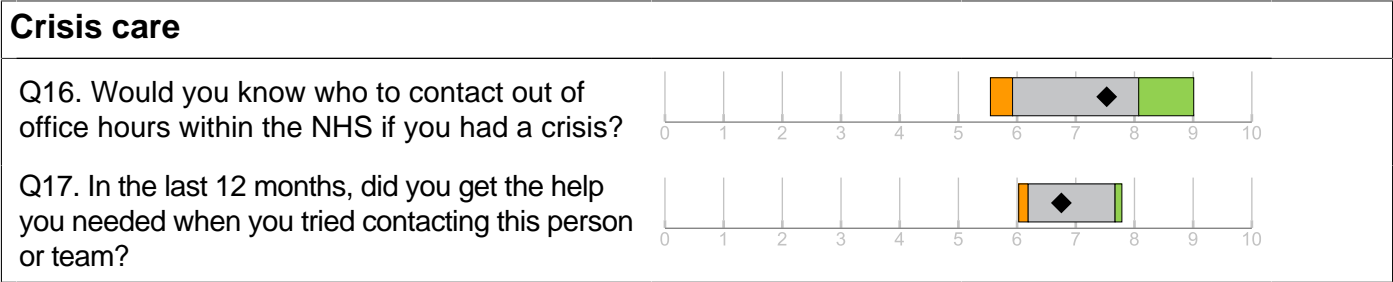 Crisis care
Q16. Would you know who to contact out of
office hours within the NHS if you had a crisis?
0 1 2 3 4 5 6 7 8 9 10
Q17. In the last 12 months, did you get the help
you needed when you tried contacting this person
or team?
0 1 2 3 4 5 6 7 8 9 10